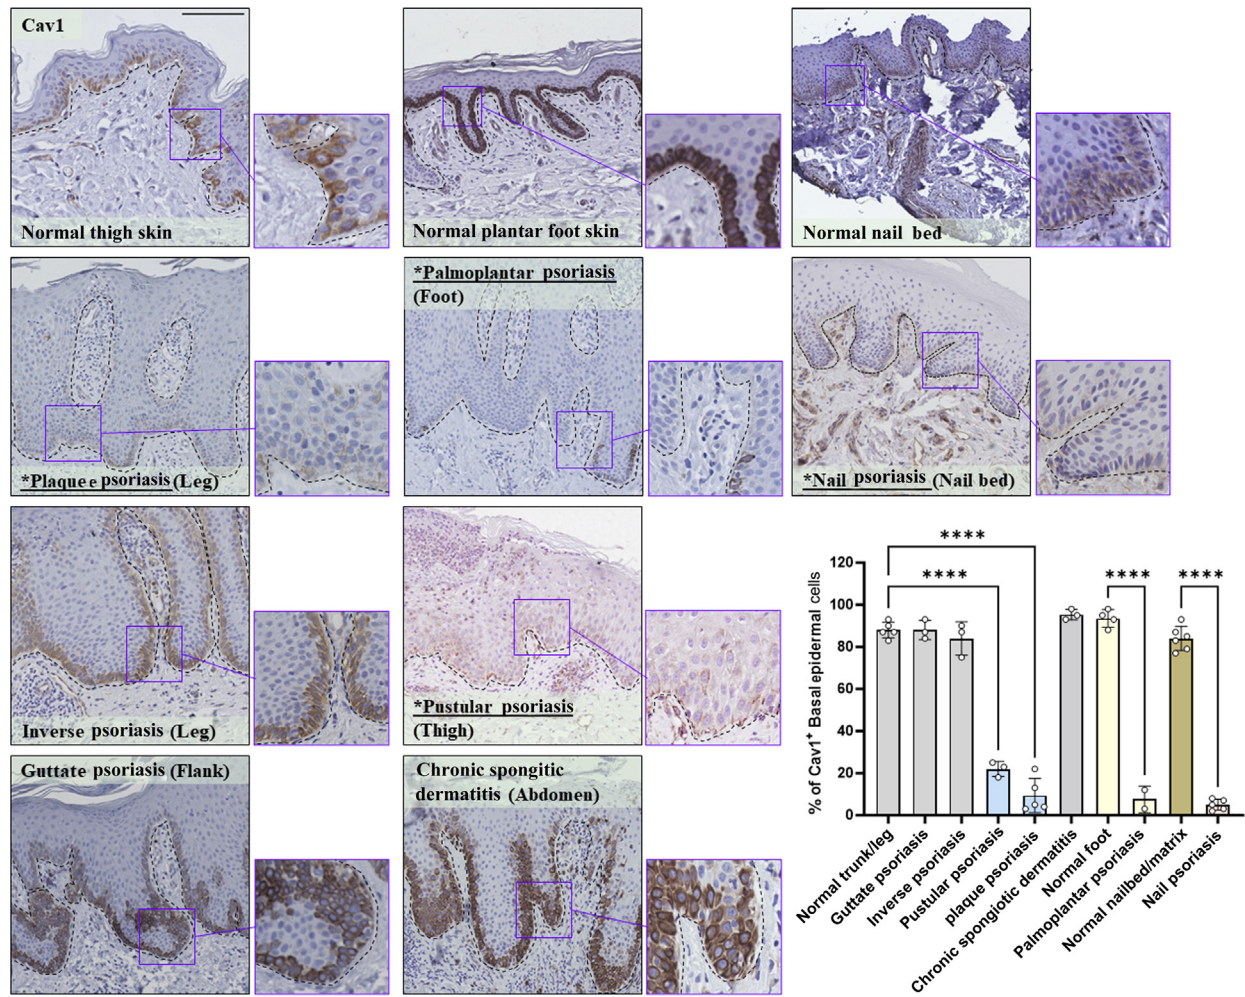 Cav1
Normal thigh skin
Normal plantar foot skin
Normal nail bed
*Plaque e psoriasis (Leg)
*Palmoplantar psoriasis
(Foot)
*Nail psoriasis (Nail bed)
Inverse psoriasis (Leg)
*Pustular psoriasis
(Thigh)
Guttate psoriasis (Flank)
Chronic spongitic
dermatitis (Abdomen)
% of Cav1+ Basal epidermal cells
120
100
80
60
40
20
0
****
****
****
****
Normal trunk/leg
Guttate psoriasis
Inverse psoriasis
Pustular psoriasis
plaque psoriasis
Chronic spongiotic dermatitis
Normal foot
Palmoplantar psoriasis
Normal nailbed/matrix
Nail psoriasis